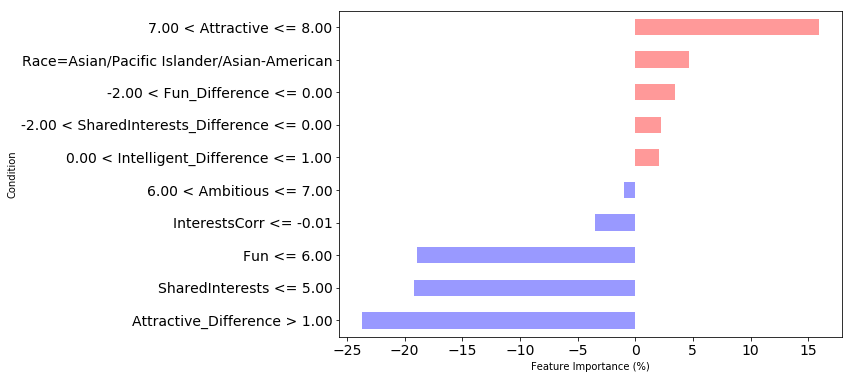 7.00 < Attractive <= 8.00
Race=Asian/Pacific Islander/Asian-American
-2.00 < Fun_Difference <= 0.00
-2.00 < SharedInterests_Difference <= 0.00
0.00 < Intelligent_Difference <= 1.00
6.00 < Ambitious <= 7.00
InterestsCorr <= -0.01
Fun <= 6.00
SharedInterests <= 5.00
Attractive_Difference > 1.00
Condition
−25 −20 −15 −10 −5 0 5 10 15
Feature Importance (%)